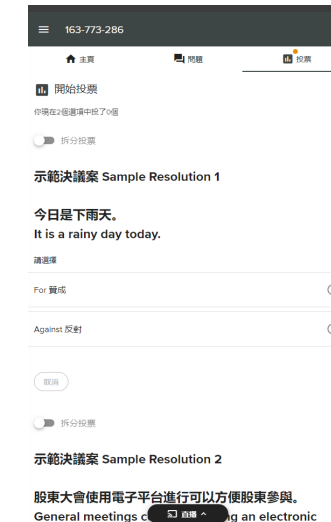 163-773-286
主頁
問題
投票
開始投票
你現在2個選項中投了0個
拆分投票
示範決議案 Sample Resolution 1
今日是下雨天。
It is a rainy day today.
請選擇
For 贊成
Against 反對
取消
拆分投票
示範決議案 Sample Resolution 2
股東大會使用電子平台進行可以方便股東參與。
General meetings c
直播
g an electronic